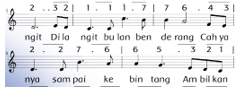 2 . . 3 2 | 1 . 1 1 . 7 | 7 6 . 4 3 |
ngit Di la ngit bu lan ben de rang Cah ya
2 . 2 7 . 6 6 5 . 3 2 1 |
nya sam pai ke bin tang Am bil kan